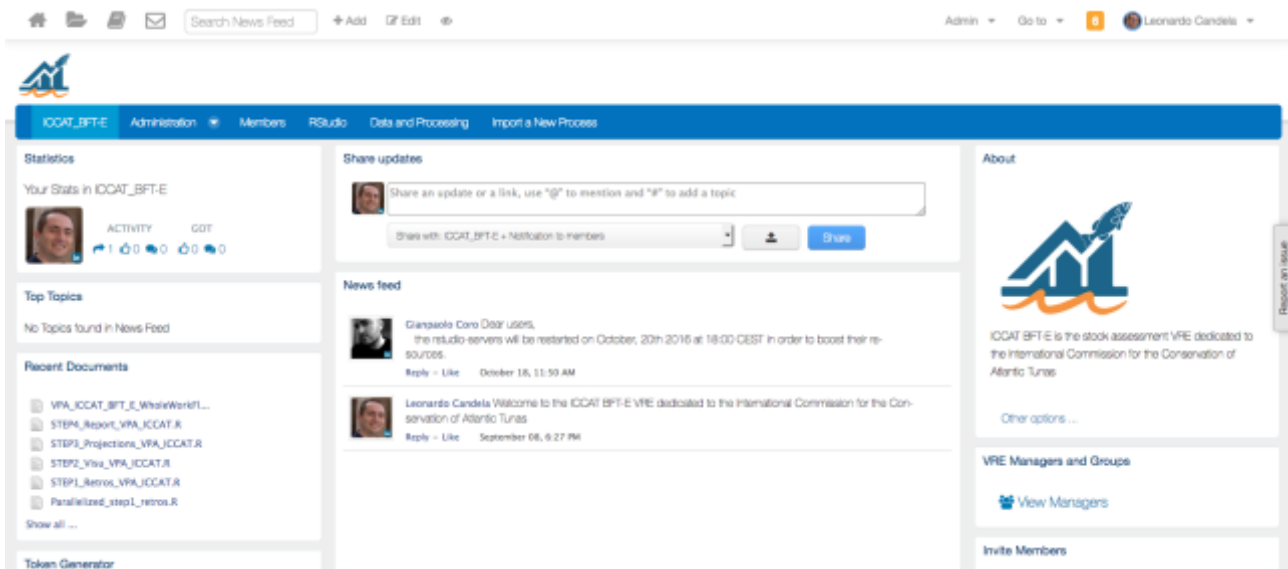 Search News Feed
Add
Edit
Admin
Go to
6
Leonardo Candela
ICCAT_BFT-E
Administration
Members
RStudio
Data and Processing
Import a New Process
Statistics
Your Stats in ICCAT_BFT-E
ACTIVITY GOT
1 0 0 0 0
Top Topics
No Topics found in News Feed
Recent Documents
VPA_ICCAT_BFT_E_WholeWorkfl...
STEP4_Report_VPA_ICCAT.R
STEP3_Projections_VPA_ICCAT.R
STEP2_Visu_VPA_ICCAT.R
STEP1_Retros_VPA_ICCAT.R
Parallelized_step1_retros.R
Show all ...
Token Generator
Share updates
Share an update or a link, use "@" to mention and "#" to add a topic
Share with: ICCAT_BFT-E + Notification to members
Share
News feed
Gianpaolo Coro Dear users,
the rstudio-servers will be restarted on October, 20th 2016 at 18:00 CEST in order to boost their re-
sources.
Reply - Like October 18, 11:50 AM
Leonardo Candela Welcome to the ICCAT BFT-E VRE dedicated to the International Commission for the Con-
servation of Atlantic Tunas
Reply - Like September 08, 6:27 PM
About
ICCAT BFT-E is the stock assessment VRE dedicated to
the International Commission for the Conservation of
Atlantic Tunas
Other options ...
VRE Managers and Groups
View Managers
Invite Members
Report an issue